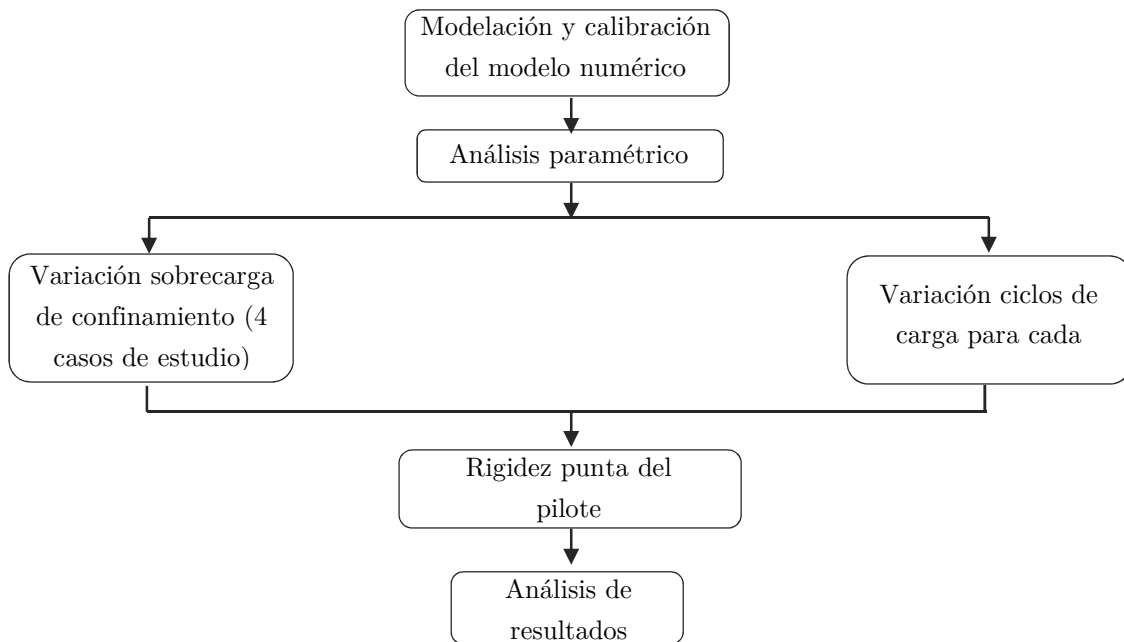 Modelación y calibración
del modelo numérico
Análisis paramétrico
Variación sobrecarga
de confinamiento (4
casos de estudio)
Variación ciclos de
carga para cada
Rigidez punta del
pilote
Análisis de
resultados